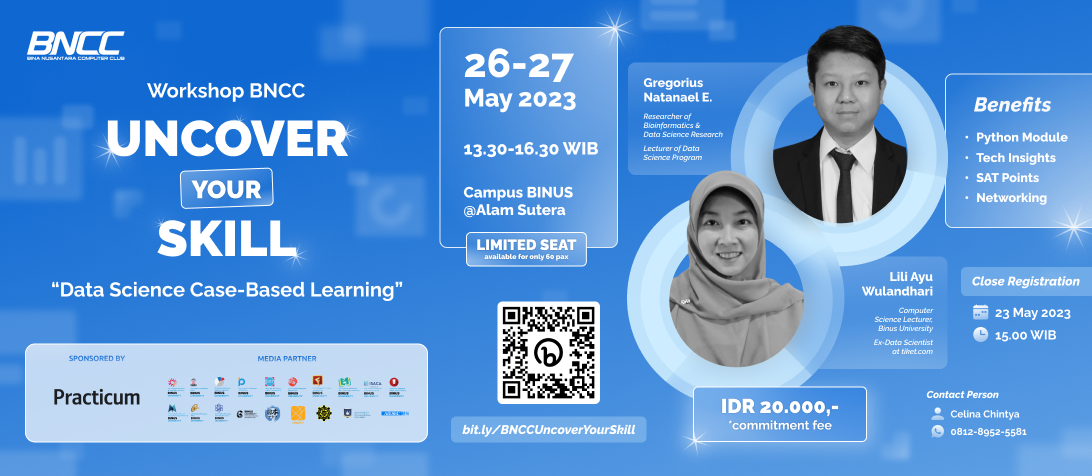 BNCC
BINA NUSANTARA COMPUTER CLUB
Workshop BNCC
UNCOVER
YOUR
SKILL
“Data Science Case-Based Learning”
SPONSORED BY
Practicum
MEDIA PARTNER
26-27
May 2023
13.30-16.30 WIB
Campus BINUS
@Alam Sutera
LIMITED SEAT
available for only 60 pax
bit.ly/BNCCUncoverYourSkill
Gregorius
Natanael E.
Researcher of
Bioinformatics &
Data Science Research
Lecturer of Data
Science Program
Lili Ayu
Wulandhari
Computer
Science Lecturer,
Binus University
Ex-Data Scientist
at tiket.com
IDR 20.000,-
*commitment fee
Benefits
• Python Module
• Tech Insights
• SAT Points
• Networking
Close Registration
23 May 2023
15.00 WIB
Contact Person
Celina Chintya
0812-8952-5581